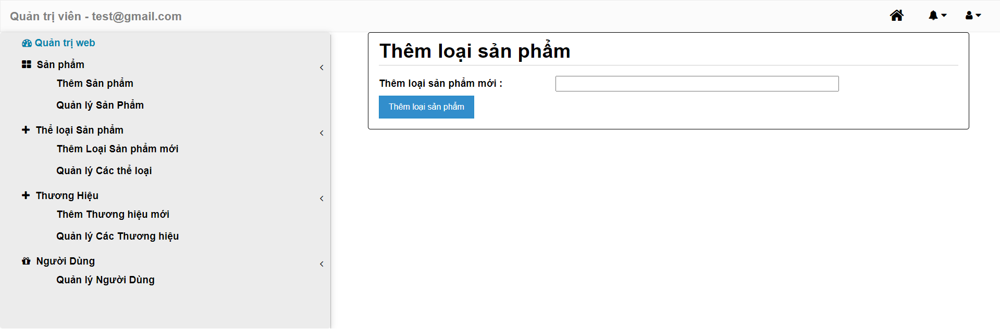 Quản trị viên - test@gmail.com
Quản trị web
Sản phẩm
Thêm Sản phẩm
Quản lý Sản Phẩm
Thể loại Sản phẩm
Thêm Loại Sản phẩm mới
Quản lý Các thể loại
Thương Hiệu
Thêm Thương hiệu mới
Quản lý Các Thương hiệu
Người Dùng
Quản lý Người Dùng
Thêm loại sản phẩm
Thêm loại sản phẩm mới :
Thêm loại sản phẩm